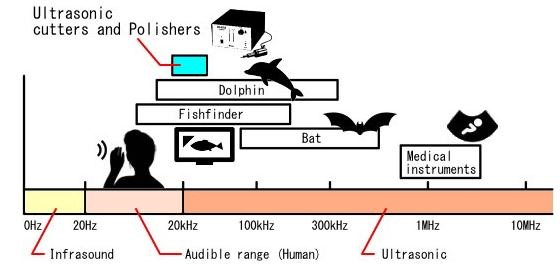 Ultrasonic
cutters and Polishers
Dolphin
Fishfinder
Bat
Medical
instruments
0Hz
20Hz
20kHz
100kHz
300kHz
1MHz
10MHz
Infrasound
Audible range (Human)
Ultrasonic